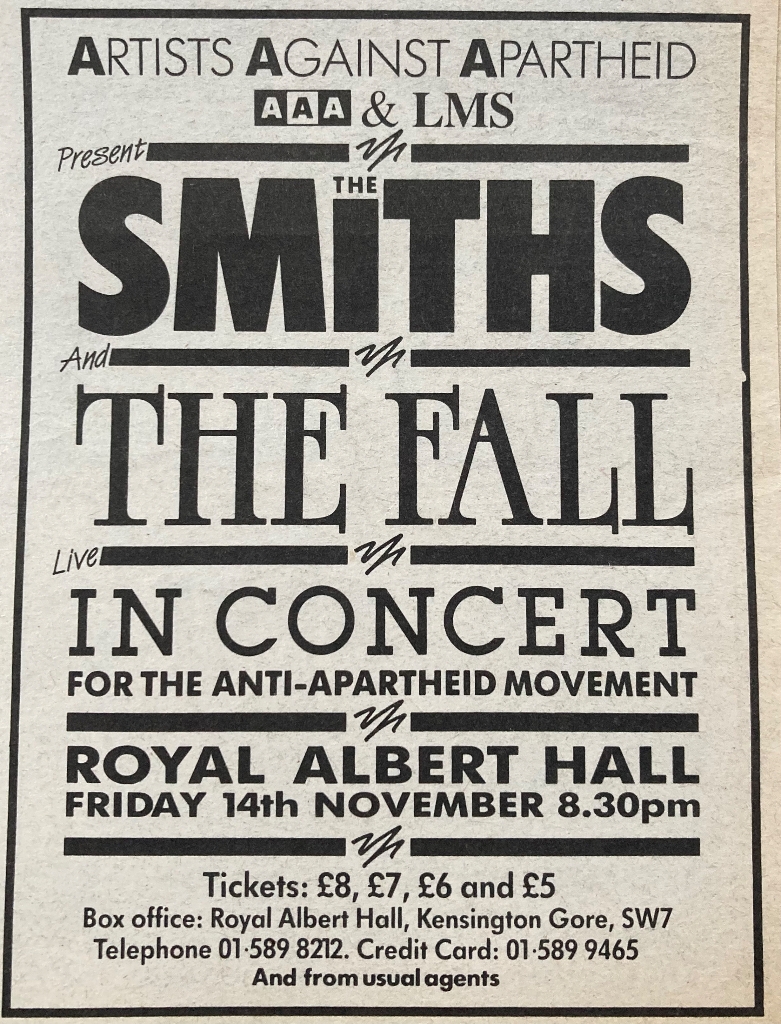 ARTISTS AGAINST APARTHEID
AAA & LMS
Present
THE
SMiTHS
And
THE FALL
Live
IN CONCERT
FOR THE ANTI-APARTHEID MOVEMENT
ROYAL ALBERT HALL
FRIDAY 14th NOVEMBER 8.30pm
Tickets: £8, £7, £6 and £5
Box office: Royal Albert Hall, Kensington Gore, SW7
Telephone 01·589 8212. Credit Card: 01·589 9465
And from usual agents